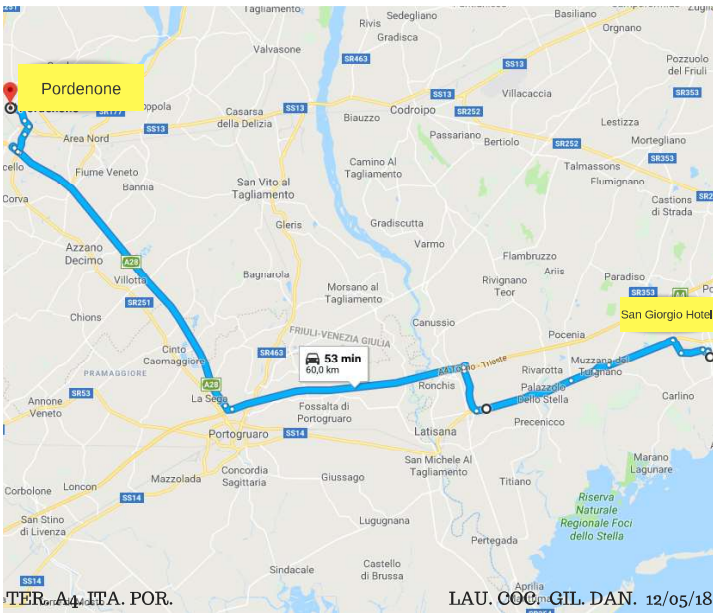 SR251
Tagliamento
Sedegliano
Basiliano
Rivis
Gradisca
Orgnano
Valvasone
SR463
SS13
Pozzuolo
del Friuli
Pordenone
Villacaccia
SR353
SS13
SS13
SR177
Casarsa
della Delizia
Biauzzo
Codroipo
SR252
Lestizza
Area Nord
SS13
Passariano
Bertiolo
SR252
Mortegliano
SR353
Camino Al
Tagliamento
Talmassons
Flumignano
Fiume Veneto
Bannia
San Vito al
Tagliamento
Corva
Castions
di Strada
Gleris
Gradiscutta
Varmo
Azzano
Decimo
A28
Flambruzzo
Villotta
Bagnarola
Morsano al
Tagliamento
Rivignano
Teor
Ariis
Paradiso
SR353
SR251
Chions
Canussio
San Giorgio Hotel
FRIULI-VENEZIA GIULIA
Pocenia
Cinto
Caomaggiore
SR463
53 min
60,0 km
PRAMAGGIORE
Rivarotta
Muzzana del
Turgnano
A28
Ronchis
Palazzolo
Dello Stella
SR53
La Sega
Carlino
Annone
Veneto
Fossalta di
Portogruaro
Precenicco
Portogruaro
SS14
Latisana
San Michele Al
Tagliamento
Marano
Lagunare
Concordia
Sagittaria
Giussago
Titiano
Mazzolada
Loncon
Corbolone
SS14
Riserva
Naturale
Regionale Foci
dello Stella
San Stino
di Livenza
Lugugnana
Pertegada
Castello
di Brussa
Sindacale
SS14
Aprilia
TER. A4. ITA. POR.
LAU. COC. GIL. DAN. 12/05/18